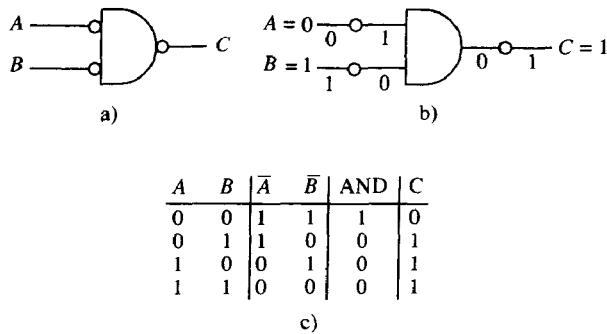 A B C
a)
A = 0 0 1
B = 1 1 0 0 1 C = 1
b)
A B A̅ B̅ AND C
0 0 1 1 1 0
0 1 1 0 0 1
1 0 0 1 0 1
1 1 0 0 0 1
c)